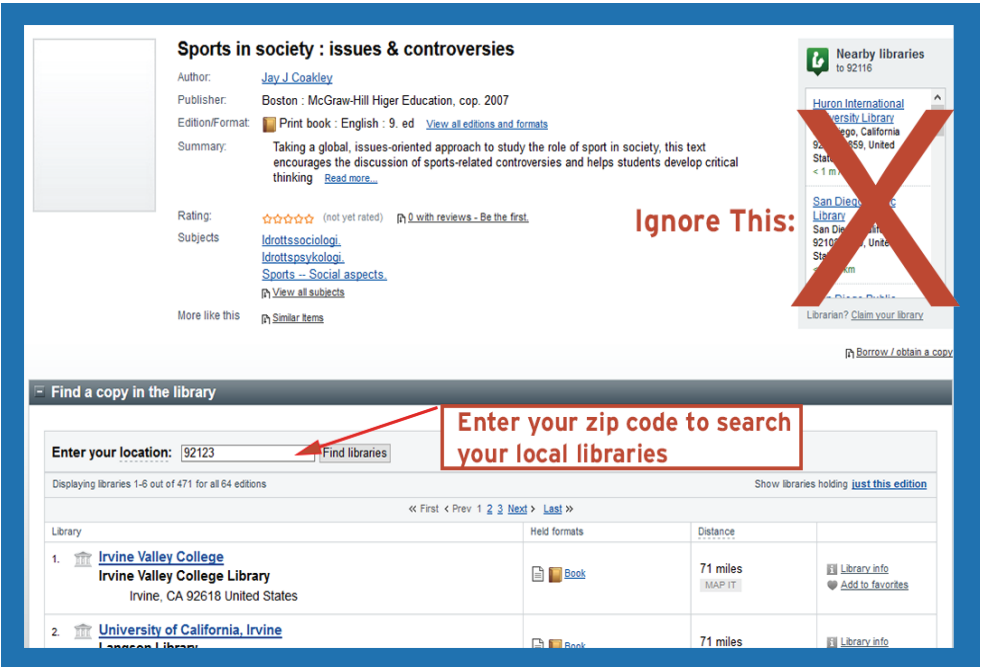 Sports in society : issues & controversies
Author: Jay J Coakley
Publisher: Boston : McGraw-Hill Higer Education, cop. 2007
Edition/Format: Print book : English : 9. ed View all editions and formats
Summary: Taking a global, issues-oriented approach to study the role of sport in society, this text
encourages the discussion of sports-related controversies and helps students develop critical
thinking Read more...
Rating: (not yet rated) 0 with reviews - Be the first.
Subjects Idrottssociologi.
Idrottspsykologi.
Sports -- Social aspects.
View all subjects
More like this Similar Items
Nearby libraries
to 92116
Huron International
University Library
California
United
< 1 m
San Diego
Library
San
Librarian? Claim your library
Ignore This:
X
Borrow / obtain a copy
Find a copy in the library
Enter your zip code to search
your local libraries
Enter your location: 92123 Find libraries
Displaying libraries 1-6 out of 471 for all 64 editions Show libraries holding just this edition
« First < Prev 1 2 3 Next > Last »
Library Held formats Distance
1. Irvine Valley College
Irvine Valley College Library
Irvine, CA 92618 United States
Book
71 miles
MAP IT
Library info
Add to favorites
2. University of California, Irvine
Langson Library
Book
71 miles
Library info